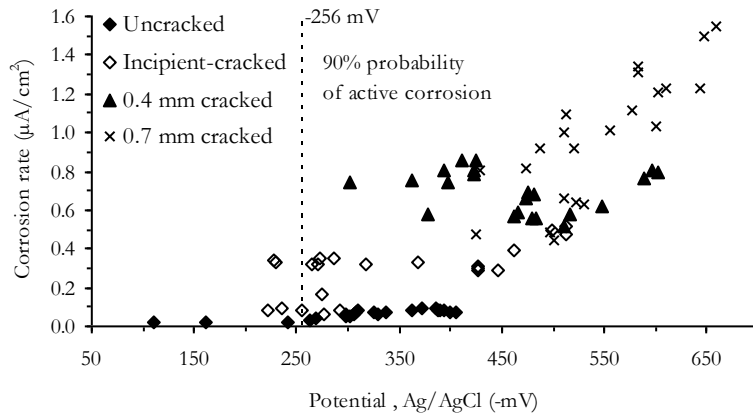 -256 mV
Uncracked
Incipient-cracked
0.4 mm cracked
0.7 mm cracked
90% probability
of active corrosion
Corrosion rate (µA/cm²)
1.6
1.4
1.2
1.0
0.8
0.6
0.4
0.2
0.0
50 150 250 350 450 550 650
Potential , Ag/AgCl (-mV)